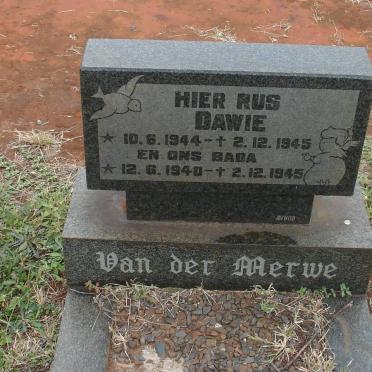 HIER RUS
DAWIE
★ 10.6.1944-✝ 2.12.1945
EN ONS BABA
★ 12.6.1940-✝ 2.12.1945
Van der Merwe